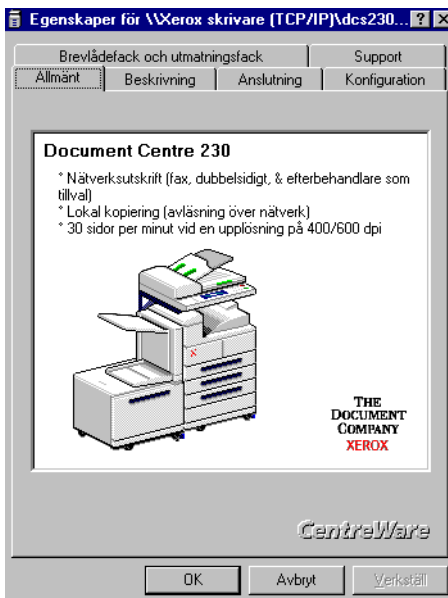 Egenskaper för \\Xerox skrivare (TCP/IP)\dcs230...
Brevlådefack och utmatningsfack
Support
Allmänt
Beskrivning
Anslutning
Konfiguration
Document Centre 230
* Nätverksutskrift (fax, dubbelsidigt, & efterbehandlare som
tillval)
* Lokal kopiering (avläsning över nätverk)
* 30 sidor per minut vid en upplösning på 400/600 dpi
THE
DOCUMENT
COMPANY
XEROX
CentreWare
OK
Avbryt
Verkställ